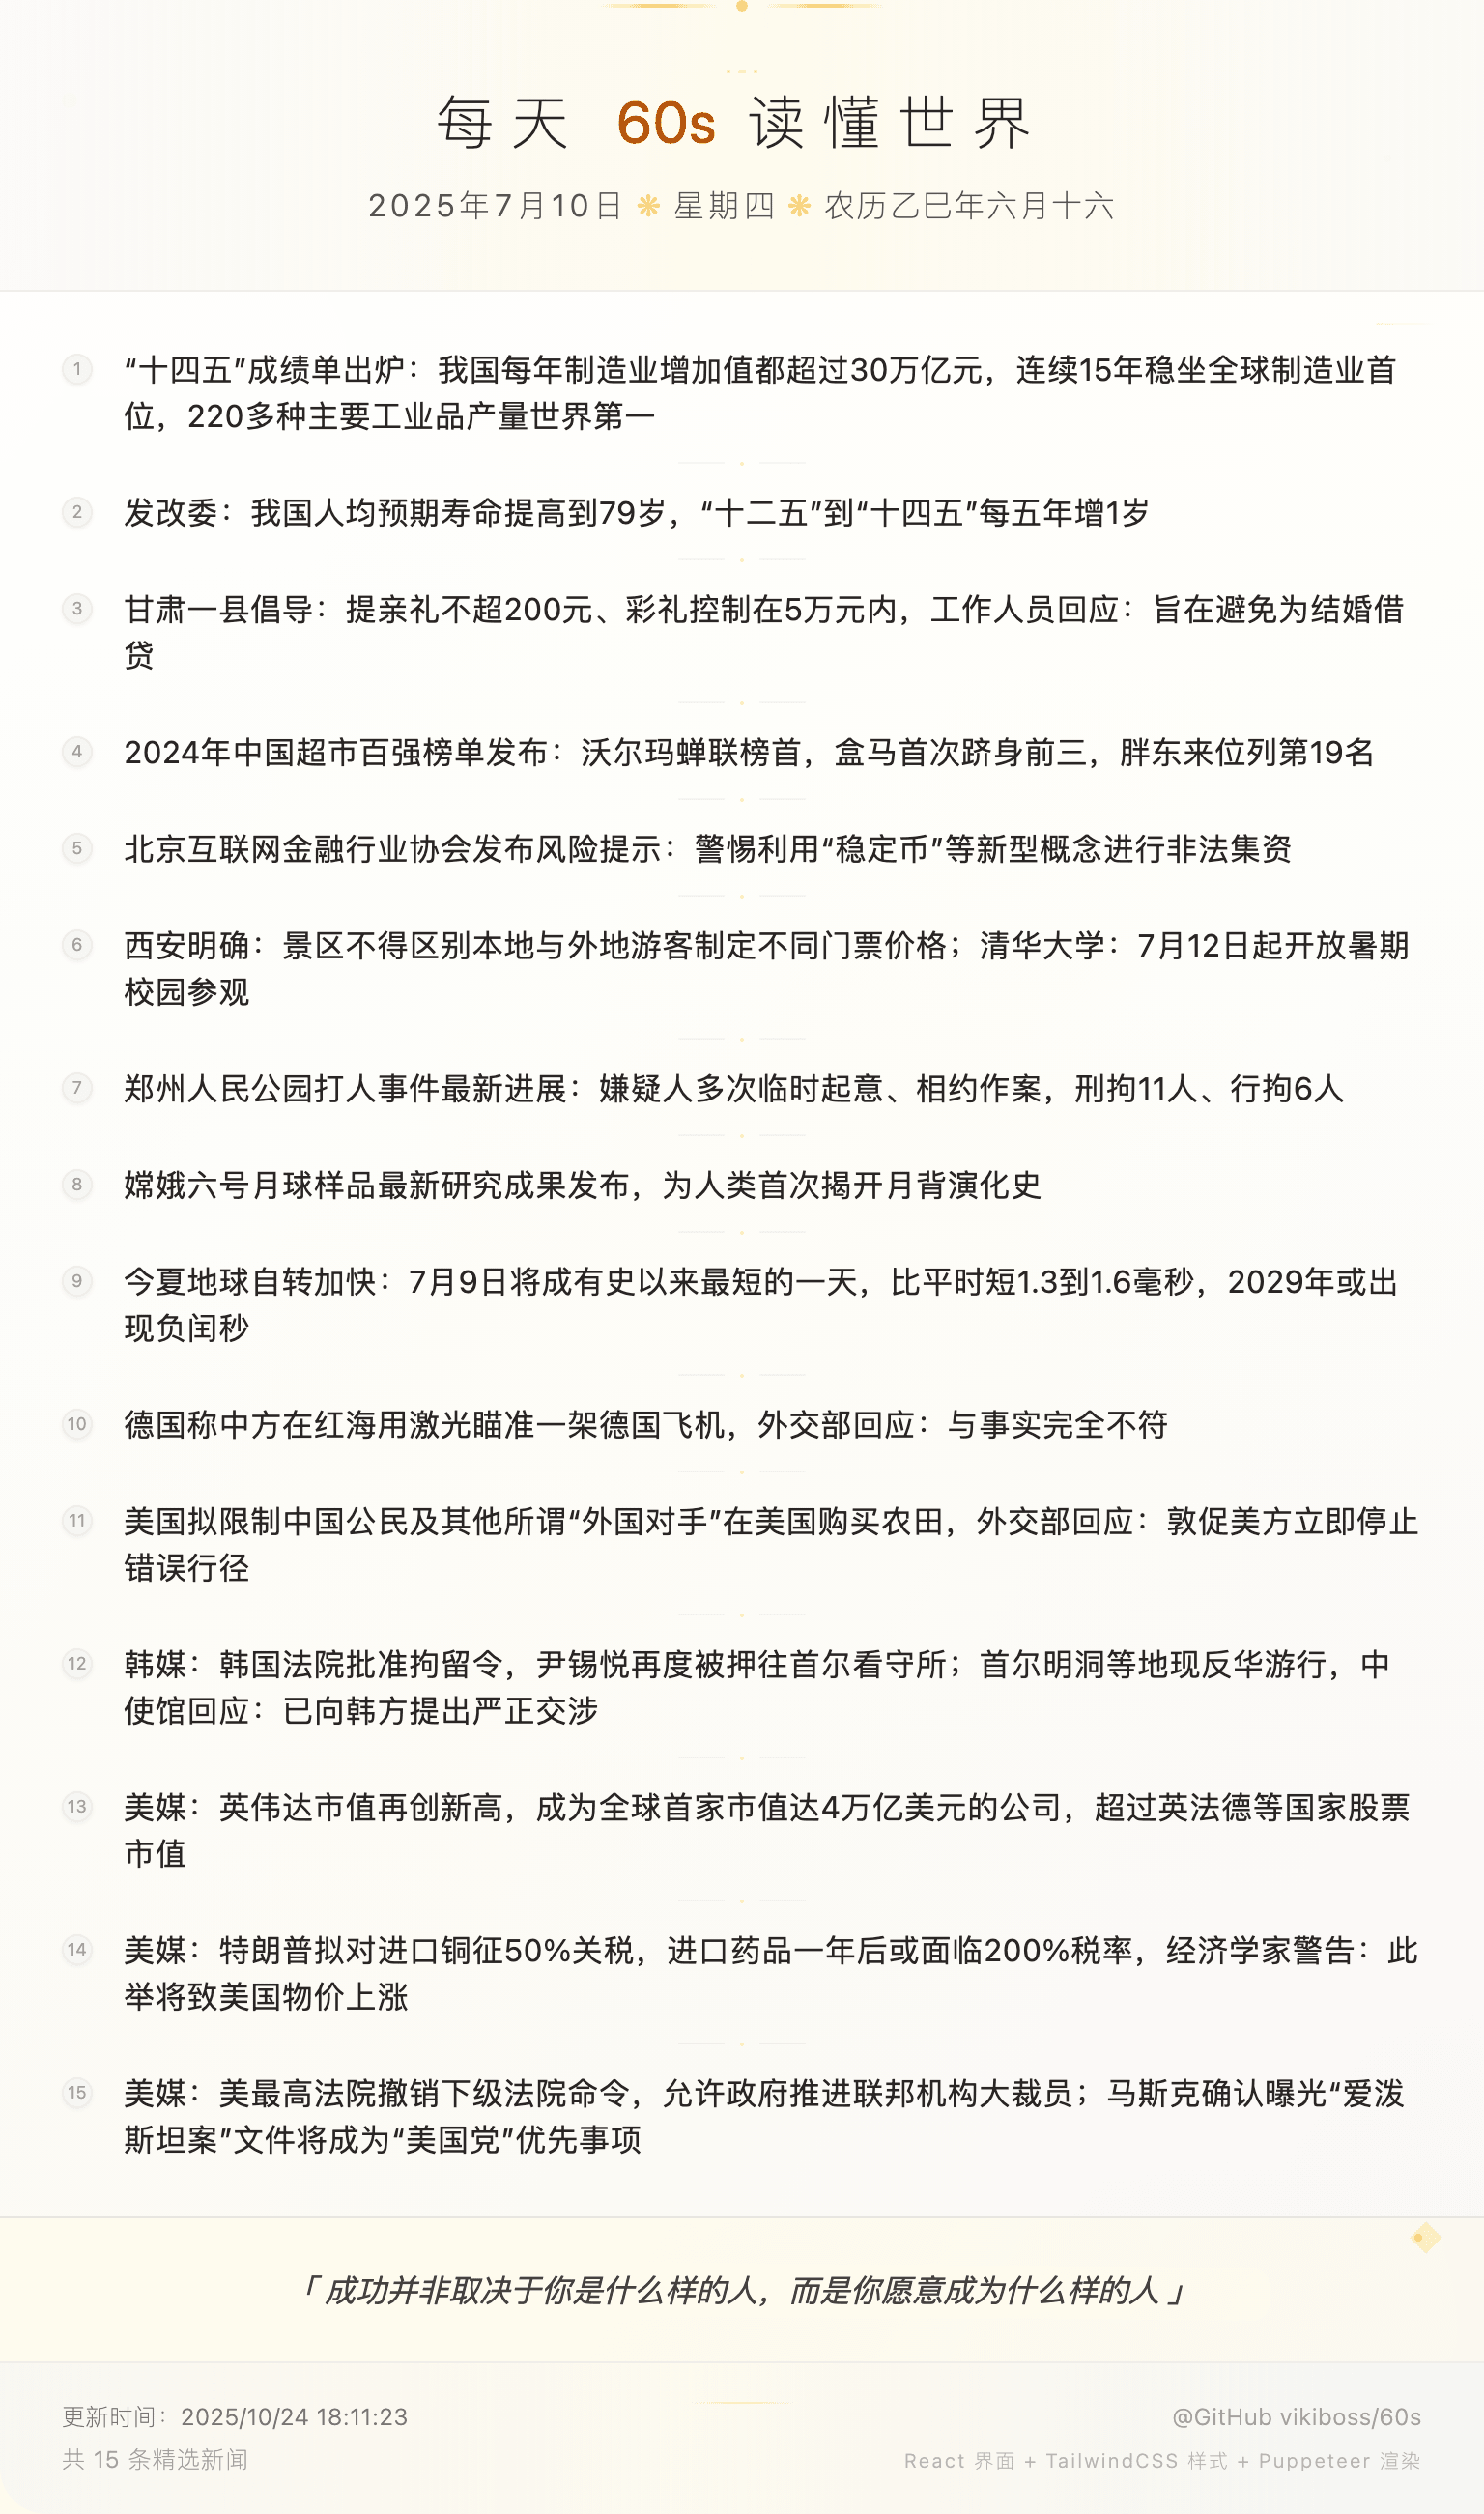 每天 60s 读懂世界
2025年7月10日 ❋ 星期四 ❋ 农历乙巳年六月十六
1 “十四五”成绩单出炉：我国每年制造业增加值都超过30万亿元，连续15年稳坐全球制造业首
位，220多种主要工业品产量世界第一
2 发改委：我国人均预期寿命提高到79岁，“十二五”到“十四五”每五年增1岁
3 甘肃一县倡导：提亲礼不超200元、彩礼控制在5万元内，工作人员回应：旨在避免为结婚借
贷
4 2024年中国超市百强榜单发布：沃尔玛蝉联榜首，盒马首次跻身前三，胖东来位列第19名
5 北京互联网金融行业协会发布风险提示：警惕利用“稳定币”等新型概念进行非法集资
6 西安明确：景区不得区别本地与外地游客制定不同门票价格；清华大学：7月12日起开放暑期
校园参观
7 郑州人民公园打人事件最新进展：嫌疑人多次临时起意、相约作案，刑拘11人、行拘6人
8 嫦娥六号月球样品最新研究成果发布，为人类首次揭开月背演化史
9 今夏地球自转加快：7月9日将成有史以来最短的一天，比平时短1.3到1.6毫秒，2029年或出
现负闰秒
10 德国称中方在红海用激光瞄准一架德国飞机，外交部回应：与事实完全不符
11 美国拟限制中国公民及其他所谓“外国对手”在美国购买农田，外交部回应：敦促美方立即停止
错误行径
12 韩媒：韩国法院批准拘留令，尹锡悦再度被押往首尔看守所；首尔明洞等地现反华游行，中
使馆回应：已向韩方提出严正交涉
13 美媒：英伟达市值再创新高，成为全球首家市值达4万亿美元的公司，超过英法德等国家股票
市值
14 美媒：特朗普拟对进口铜征50%关税，进口药品一年后或面临200%税率，经济学家警告：此
举将致美国物价上涨
15 美媒：美最高法院撤销下级法院命令，允许政府推进联邦机构大裁员；马斯克确认曝光“爱泼
斯坦案”文件将成为“美国党”优先事项
「成功并非取决于你是什么样的人，而是你愿意成为什么样的人」
更新时间：2025/10/24 18:11:23
共 15 条精选新闻
@GitHub vikiboss/60s
React 界面 + TailwindCSS 样式 + Puppeteer 渲染